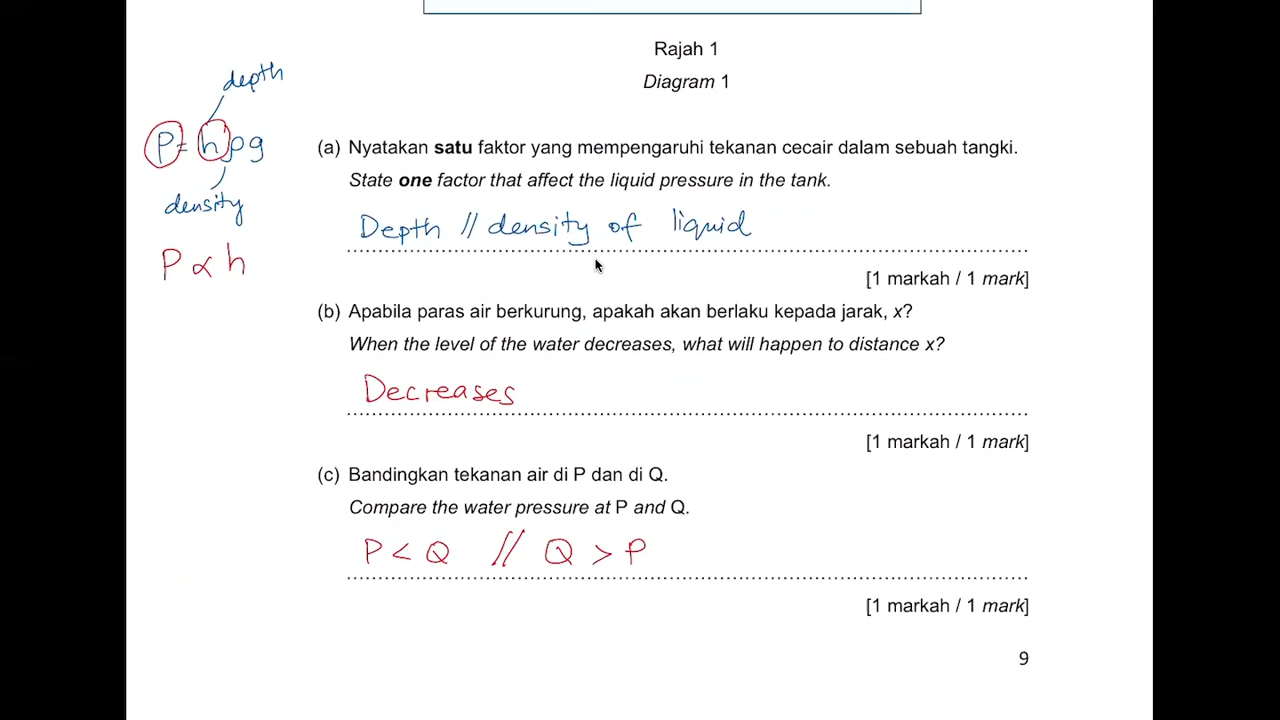 Rajah 1
Diagram 1
depth
P = hρg
density
P ∝ h
(a) Nyatakan satu faktor yang mempengaruhi tekanan cecair dalam sebuah tangki.
State one factor that affect the liquid pressure in the tank.
Depth // density of liquid
[1 markah / 1 mark]
(b) Apabila paras air berkurung, apakah akan berlaku kepada jarak, x?
When the level of the water decreases, what will happen to distance x?
Decreases
[1 markah / 1 mark]
(c) Bandingkan tekanan air di P dan di Q.
Compare the water pressure at P and Q.
P < Q // Q > P
[1 markah / 1 mark]
9